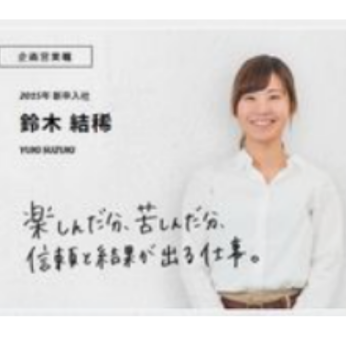 企画営業職
2015年 新卒入社
鈴木 結稀
YUKI SUZUKI
楽しんだ分、苦しんだ分、
信頼と結果が出る仕事。